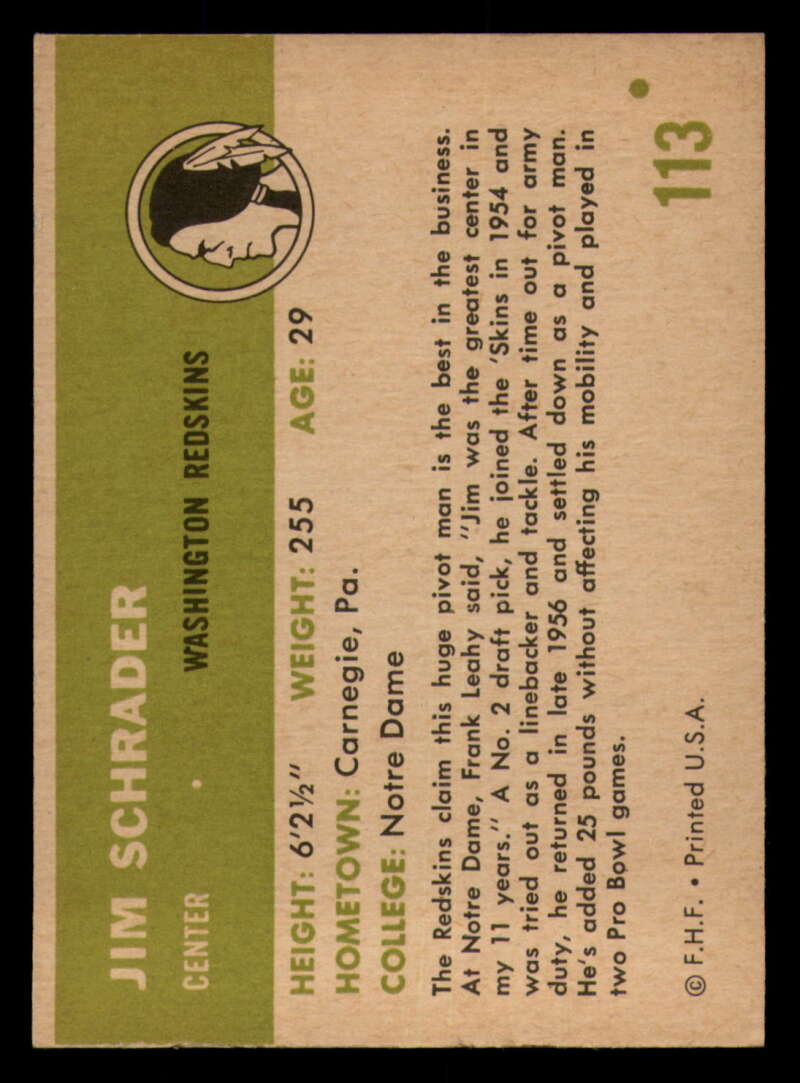 JIM SCHRADER
CENTER • WASHINGTON REDSKINS
HEIGHT: 6'2½" WEIGHT: 255 AGE: 29
HOMETOWN: Carnegie, Pa.
COLLEGE: Notre Dame
The Redskins claim this huge pivot man is the best in the business.
At Notre Dame, Frank Leahy said, "Jim was the greatest center in
my 11 years." A No. 2 draft pick, he joined the 'Skins in 1954 and
was tried out as a linebacker and tackle. After time out for army
duty, he returned in late 1956 and settled down as a pivot man.
He's added 25 pounds without affecting his mobility and played in
two Pro Bowl games.
© F.H.F. • Printed U.S.A.
113 •